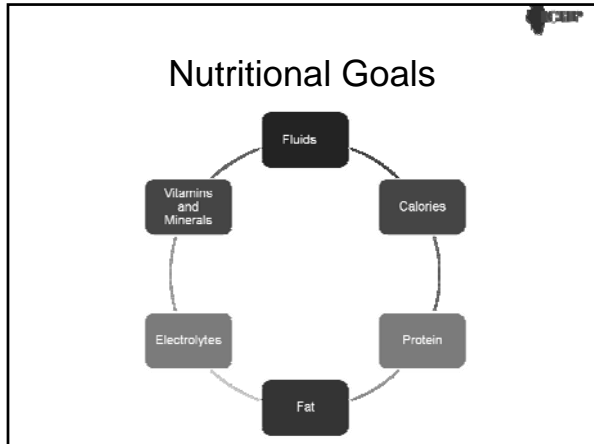 Nutritional Goals
Fluids
Calories
Protein
Fat
Electrolytes
Vitamins
and
Minerals